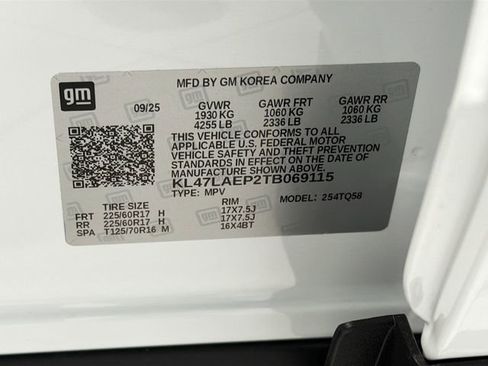 gm
MFD BY GM KOREA COMPANY
09/25 GVWR GAWR FRT GAWR RR
1930 KG 1060 KG 1060 KG
4255 LB 2336 LB 2336 LB
THIS VEHICLE CONFORMS TO ALL
APPLICABLE U.S. FEDERAL MOTOR
VEHICLE SAFETY AND THEFT PREVENTION
STANDARDS IN EFFECT ON THE DATE OF
MANUFACTURE SHOWN ABOVE.
KL47LAEP2TB069115
TYPE: MPV MODEL: 254TQ58
TIRE SIZE RIM
FRT 225/60R17 H 17X7.5J
RR 225/60R17 H 17X7.5J
SPA T125/70R16 M 16X4BT